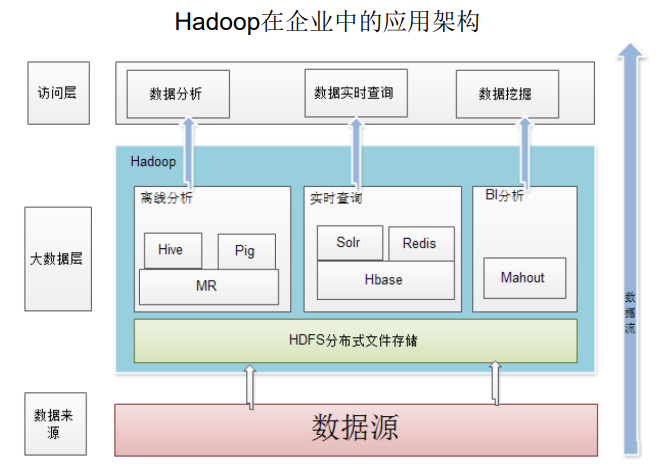 Hadoop在企业中的应用架构
访问层
数据分析
数据实时查询
数据挖掘
Hadoop
大数据层
离线分析
Hive
Pig
MR
实时查询
Solr
Redis
Hbase
BI分析
Mahout
HDFS分布式文件存储
数据流
数据来
源
数据源